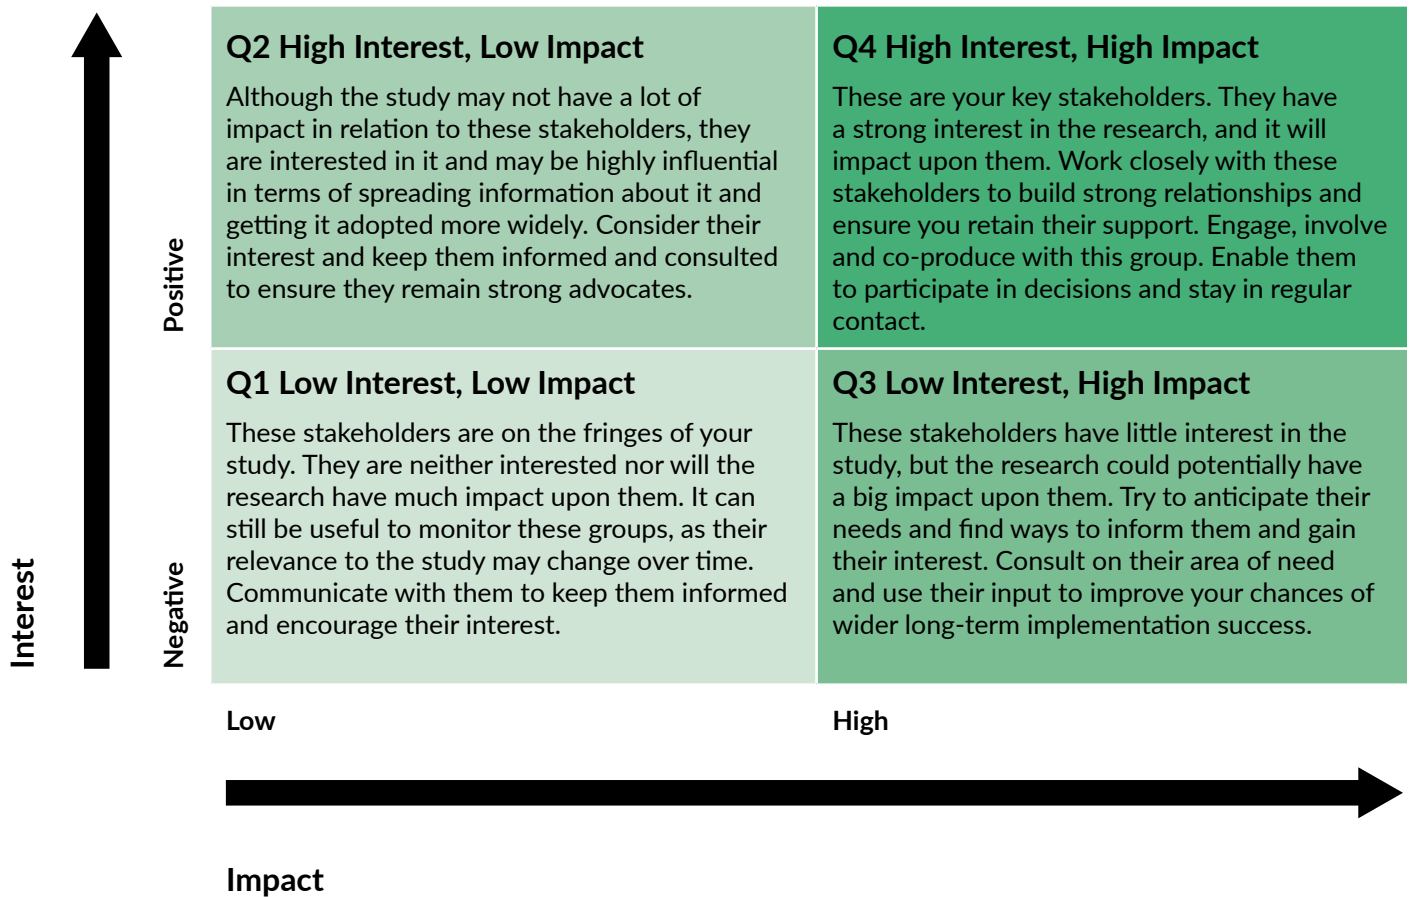 Q2 High Interest, Low Impact
Although the study may not have a lot of
impact in relation to these stakeholders, they
are interested in it and may be highly influential
in terms of spreading information about it and
getting it adopted more widely. Consider their
interest and keep them informed and consulted
to ensure they remain strong advocates.
Q4 High Interest, High Impact
These are your key stakeholders. They have
a strong interest in the research, and it will
impact upon them. Work closely with these
stakeholders to build strong relationships and
ensure you retain their support. Engage, involve
and co-produce with this group. Enable them
to participate in decisions and stay in regular
contact.
Positive
Q1 Low Interest, Low Impact
These stakeholders are on the fringes of your
study. They are neither interested nor will the
research have much impact upon them. It can
still be useful to monitor these groups, as their
relevance to the study may change over time.
Communicate with them to keep them informed
and encourage their interest.
Q3 Low Interest, High Impact
These stakeholders have little interest in the
study, but the research could potentially have
a big impact upon them. Try to anticipate their
needs and find ways to inform them and gain
their interest. Consult on their area of need
and use their input to improve your chances of
wider long-term implementation success.
Negative
Interest
Low
High
Impact